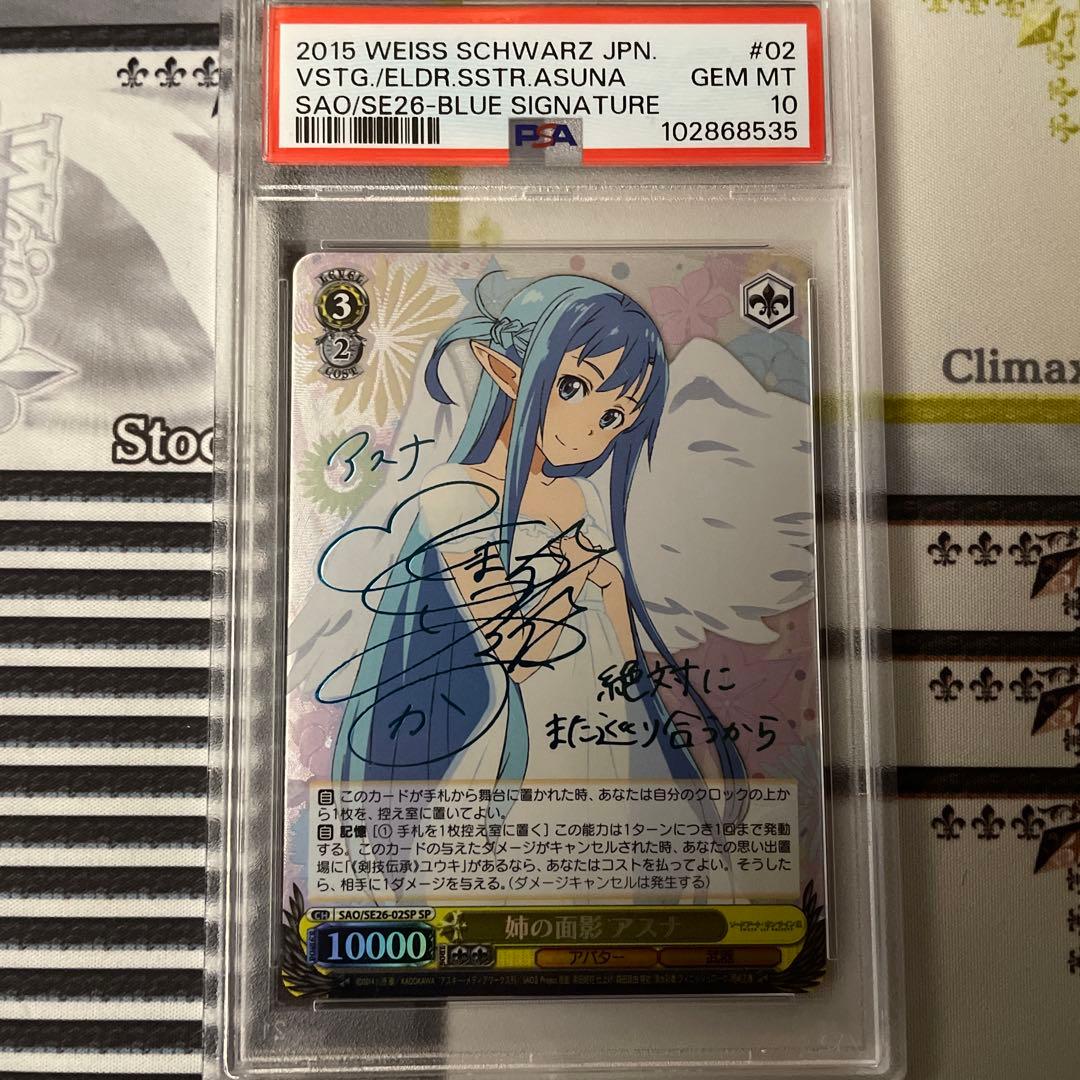 2015 WEISS SCHWARZ JPN. #02
VSTG./ELDR.SSTR.ASUNA GEM MT
SAO/SE26-BLUE SIGNATURE 10
PSA 102868535
Stoc
Climax
LEVEL
3
2
COST
アスナ
絶対に
また巡り合うから
自 このカードが手札から舞台に置かれた時、あなたは自分のクロックの上か
ら1枚を、控え室に置いてよい。
自 記憶 [① 手札を1枚控え室に置く] この能力は1ターンにつき1回まで発動
する。このカードの与えたダメージがキャンセルされた時、あなたの思い出置
場に「《剣技伝承》ユウキ」があるなら、あなたはコストを払ってよい。そうした
ら、相手に1ダメージを与える。(ダメージキャンセルは発生する)
CH SAO/SE26-02SP SP
姉の面影 アスナ
POWER 10000 SOUL
アバター 武器